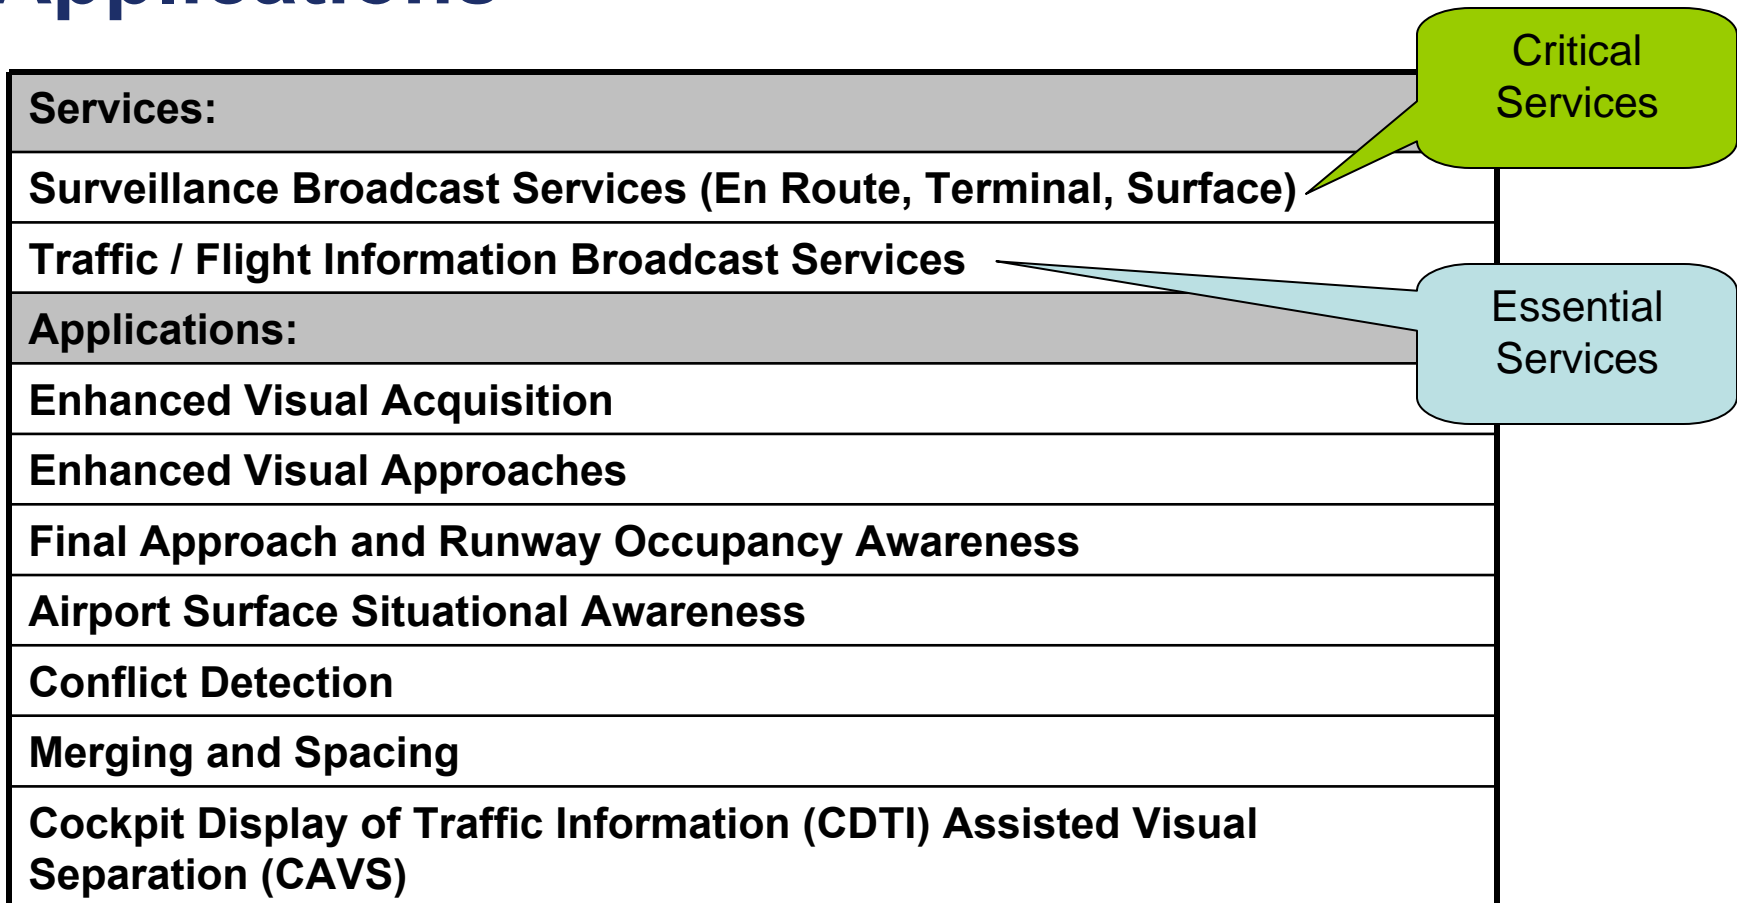 Applications
Services:
Critical
Services
Surveillance Broadcast Services (En Route, Terminal, Surface)
Traffic / Flight Information Broadcast Services
Essential
Services
Applications:
Enhanced Visual Acquisition
Enhanced Visual Approaches
Final Approach and Runway Occupancy Awareness
Airport Surface Situational Awareness
Conflict Detection
Merging and Spacing
Cockpit Display of Traffic Information (CDTI) Assisted Visual
Separation (CAVS)